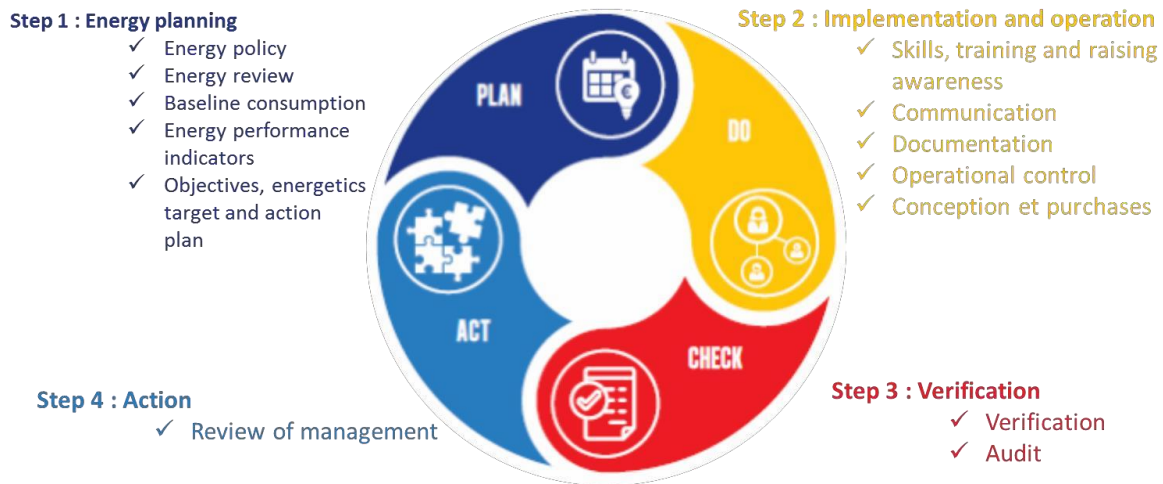 Step 1 : Energy planning
✓ Energy policy
✓ Energy review
✓ Baseline consumption
✓ Energy performance
indicators
✓ Objectives, energetics
target and action
plan
PLAN
€
Step 2 : Implementation and operation
✓ Skills, training and raising
awareness
✓ Communication
✓ Documentation
✓ Operational control
✓ Conception et purchases
DO
ACT
CHECK
Step 4 : Action
✓ Review of management
Step 3 : Verification
✓ Verification
✓ Audit